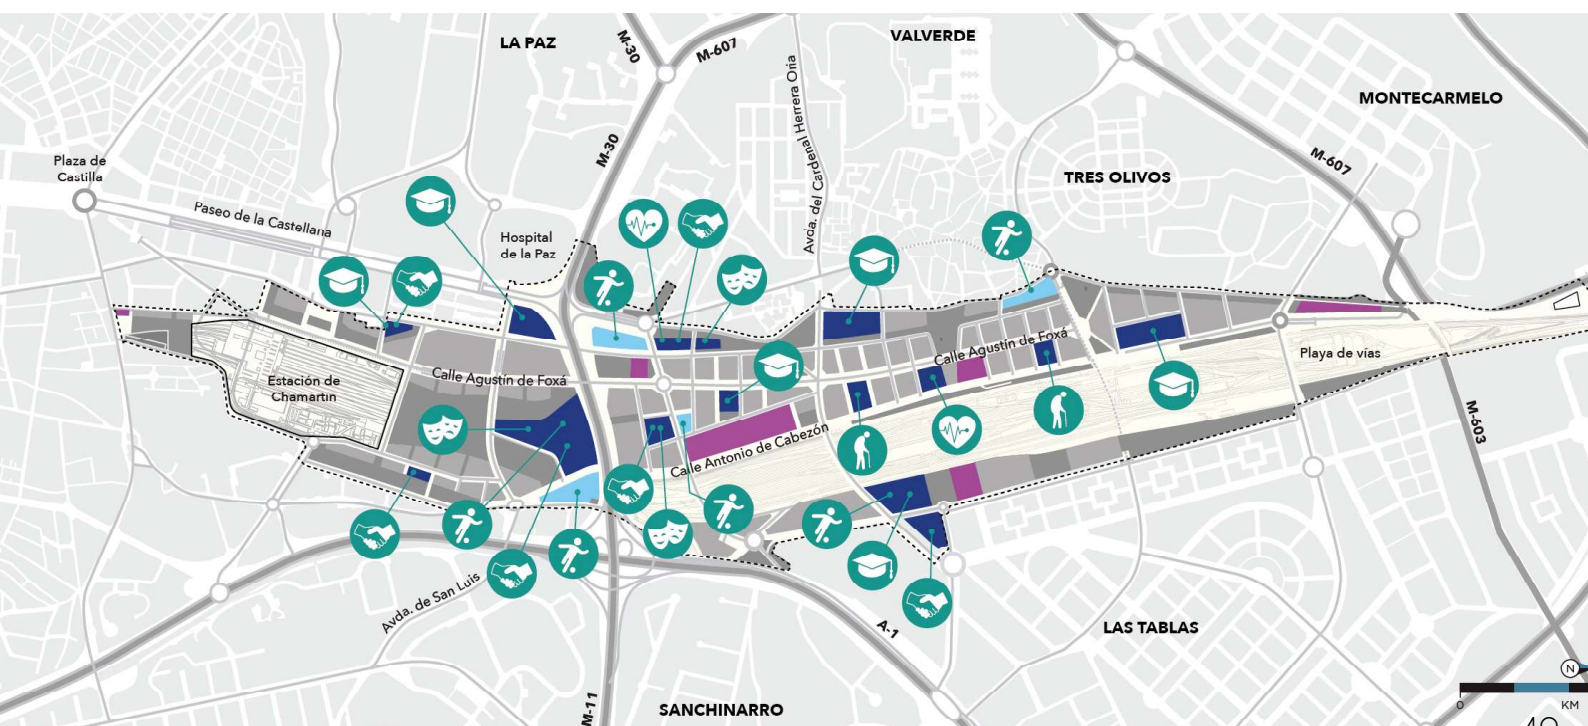 LA PAZ
M-30
M-607
VALVERDE
MONTECARMELO
Plaza de
Castilla
Paseo de la Castellana
M-30
Avda. del Cardenal Herrera Oria
TRES OLIVOS
M-607
Hospital
de la Paz
Estación de
Chamartín
Calle Agustín de Foxá
Calle Agustín de Foxá
Playa de vías
Calle Antonio de Cabezón
M-603
Avda. de San Luis
A-1
LAS TABLAS
M-11
SANCHINARRO
N
0
KM